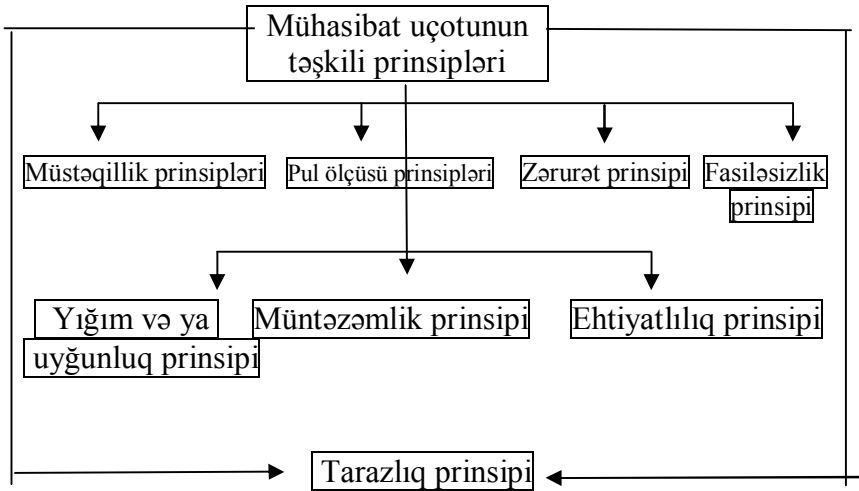 Mühasibat uçotunun
təşkili prinsipləri
Müstəqillik prinsipləri
Pul ölçüsü prinsipləri
Zərurət prinsipi
Fasiləsizlik
prinsipi
Yığım və ya
uyğunluq prinsipi
Müntəzəmlik prinsipi
Ehtiyatlılıq prinsipi
Tarazlıq prinsipi